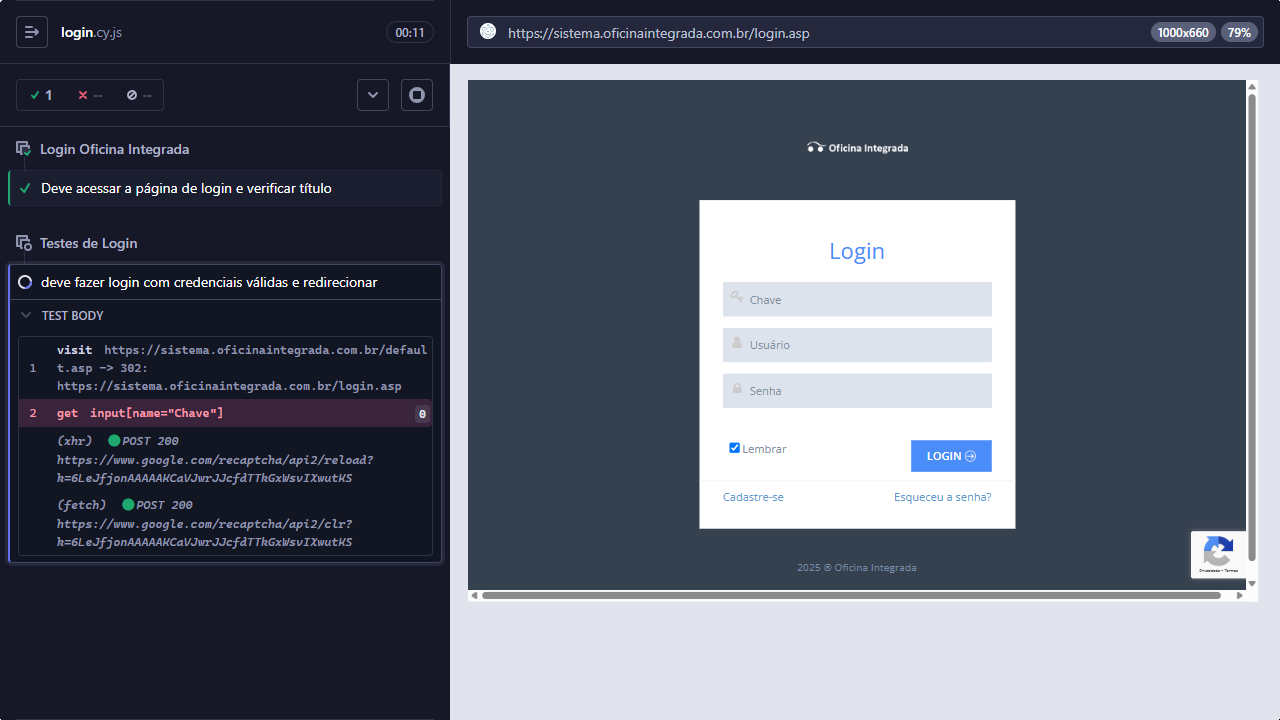 login.cy.js
00:11
https://sistema.oficinaintegrada.com.br/login.asp
1000x660
79%
1
--
--
Login Oficina Integrada
Deve acessar a página de login e verificar título
Testes de Login
deve fazer login com credenciais válidas e redirecionar
TEST BODY
1 visit https://sistema.oficinaintegrada.com.br/defaul
t.asp -> 302:
https://sistema.oficinaintegrada.com.br/login.asp
2 get input[name="Chave"] 0
(xhr) POST 200
https://www.google.com/recaptcha/api2/reload?
k=6LeJfjonAAAAAKCaVJwrJJcfdTTkGxWsvIXwutKS
(fetch) POST 200
https://www.google.com/recaptcha/api2/clr?
k=6LeJfjonAAAAAKCaVJwrJJcfdTTkGxWsvIXwutKS
Oficina Integrada
Login
Chave
Usuário
Senha
Lembrar
LOGIN
Cadastre-se
Esqueceu a senha?
Privacidade - Termos
2025 ® Oficina Integrada